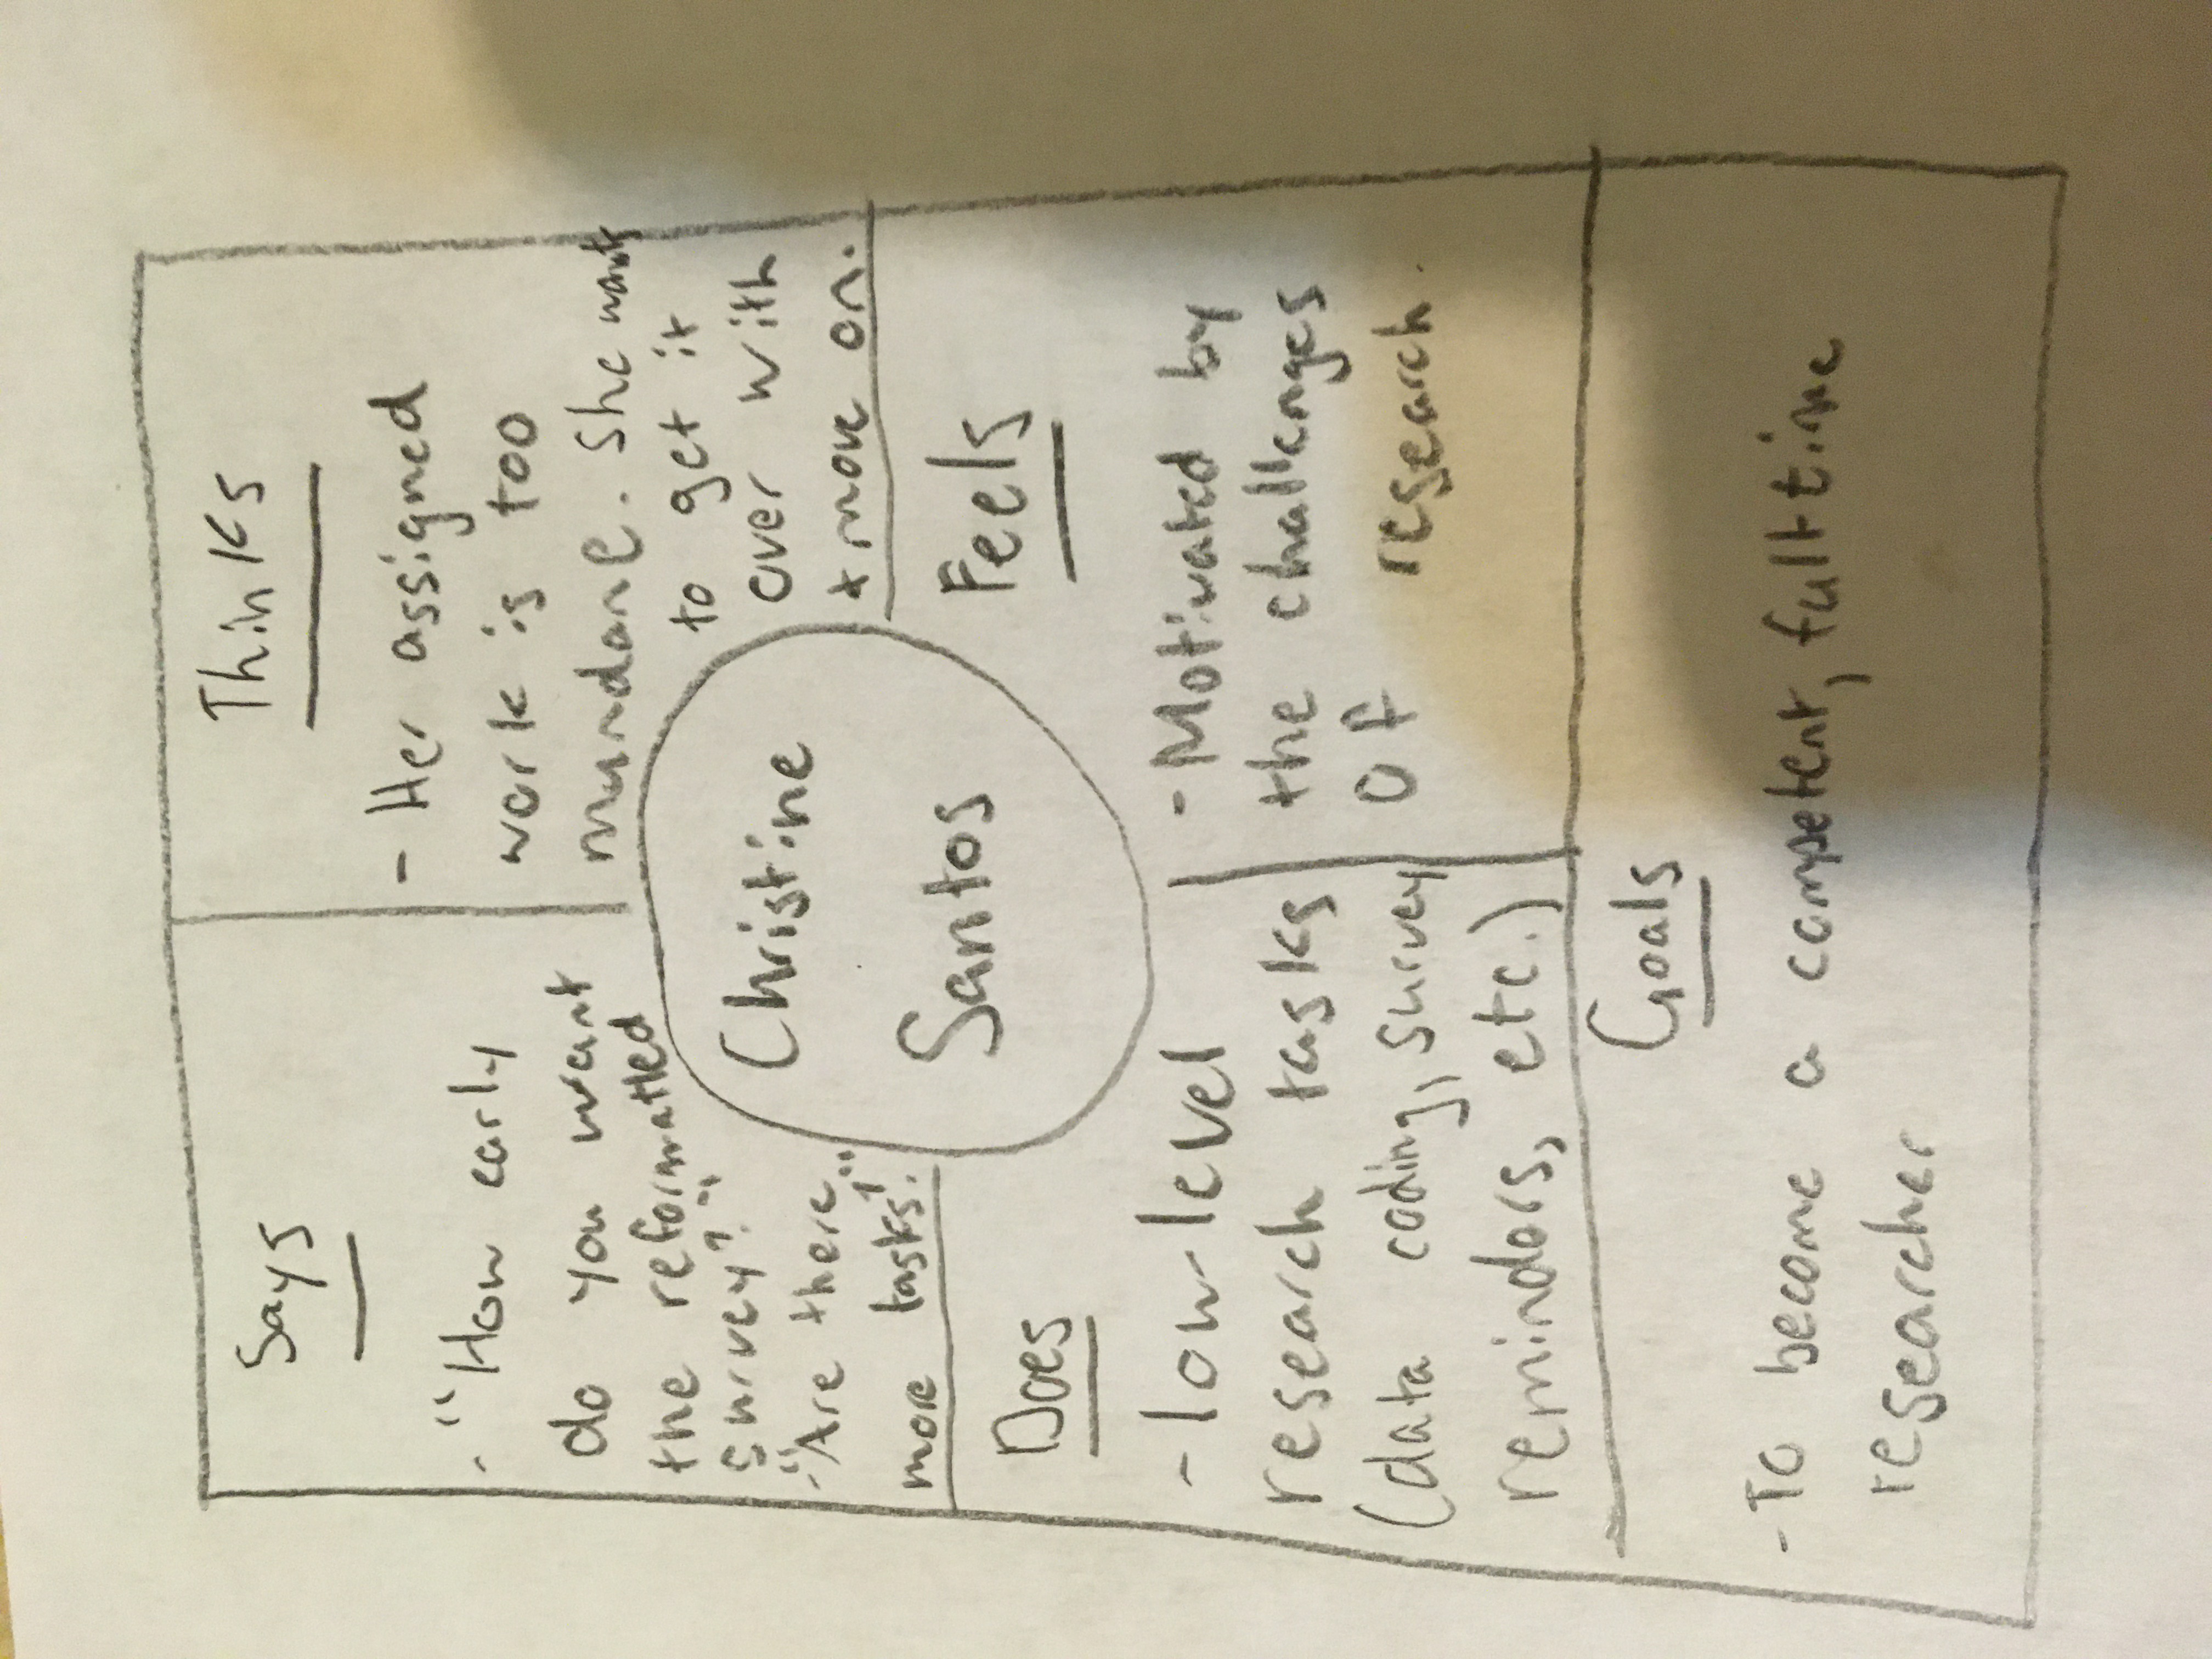 Says
- "How early
do you want
the reformatted
survey?"
- "Are there
more tasks?"
Thinks
- Her assigned
work is too
mundane. She wants
to get it
over with
+ move on.
Christine
Santos
Does
- low-level
research tasks
(data coding, survey
reminders, etc.)
Feels
- Motivated by
the challenges
of research.
Goals
- To become a competent, full-time
researcher